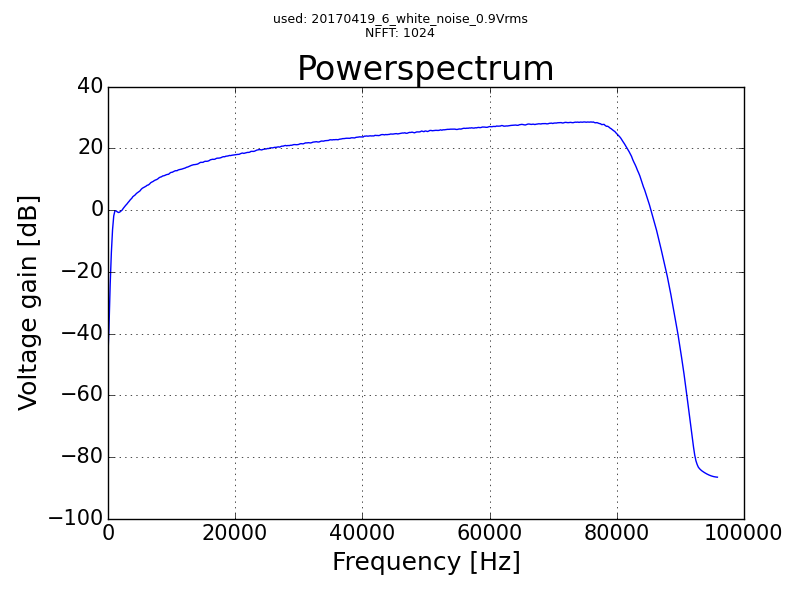 used: 20170419_6_white_noise_0.9Vrms
NFFT: 1024
Powerspectrum
Voltage gain [dB]
40
20
0
−20
−40
−60
−80
−100
0 20000 40000 60000 80000 100000
Frequency [Hz]